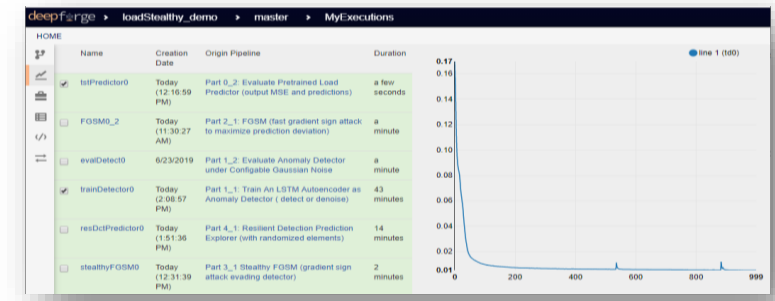 deepforge › loadStealthy_demo › master › MyExecutions
HOME
Name Creation Date Origin Pipeline Duration
tstPredictor0 Today (12:16:59 PM) Part 0_2: Evaluate Pretrained Load Predictor (output MSE and predictions) a few seconds
FGSM0_2 Today (11:30:27 AM) Part 2_1: FGSM (fast gradient sign attack to maximize prediction deviation) a minute
evalDetect0 6/23/2019 Part 1_2: Evaluate Anomaly Detector under Configable Gaussian Noise a minute
trainDetector0 Today (2:08:57 PM) Part 1_1: Train An LSTM Autoencoder as Anomaly Detector ( detect or denoise) 43 minutes
resDctPredictor0 Today (1:51:36 PM) Part 4_1: Resilient Detection Prediction Explorer (with randomized elements) 14 minutes
stealthyFGSM0 Today (12:31:39 PM) Part 3_1 Stealthy FGSM (gradient sign attack evading detector) 2 minutes
line 1 (td0)
0.17
0.16
0.14
0.12
0.10
0.08
0.06
0.04
0.02
0.01
0 200 400 600 800 999